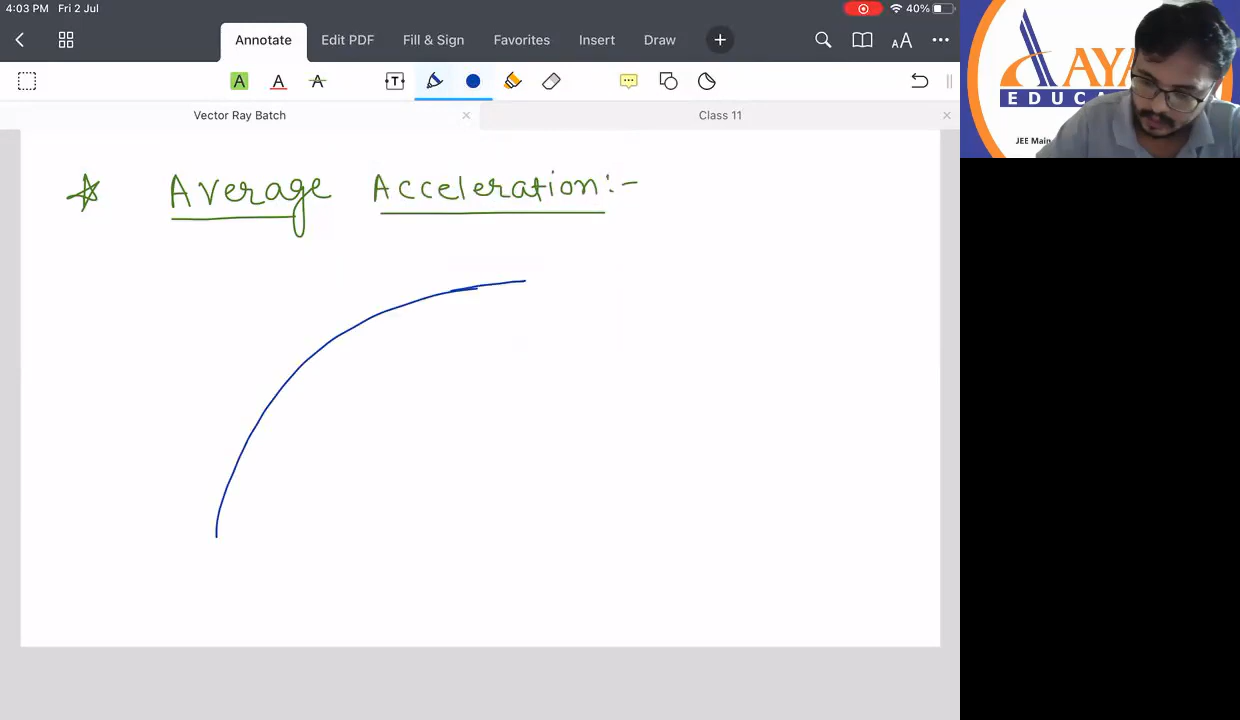 4:03 PM Fri 2 Jul 40%
Annotate Edit PDF Fill & Sign Favorites Insert Draw
Vector Ray Batch Class 11
Average Acceleration:-
EDUCA
JEE Main